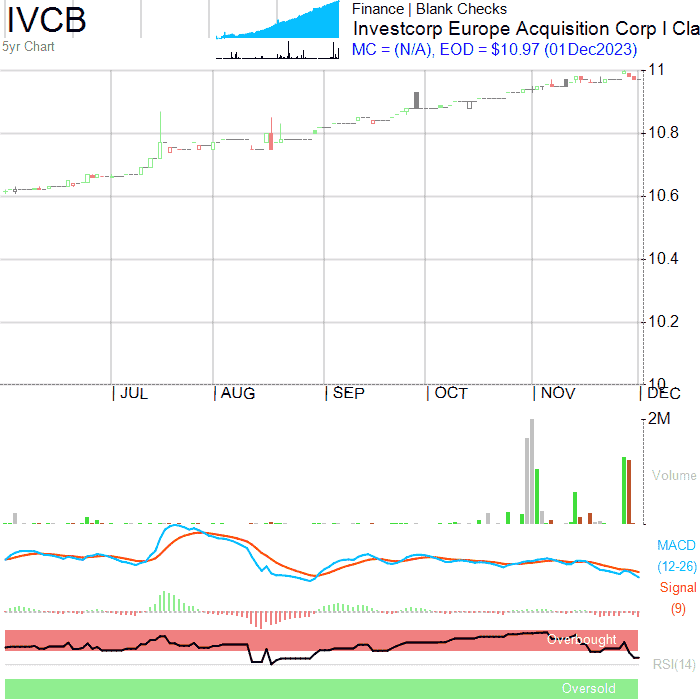 IVCB
5yr Chart
Finance | Blank Checks
Investcorp Europe Acquisition Corp I Cla
MC = (N/A), EOD = $10.97 (01Dec2023)
11
10.8
10.6
10.4
10.2
10
JUL AUG SEP OCT NOV DEC
2M
Volume
MACD
(12-26)
Signal
(9)
Overbought
RSI(14)
Oversold